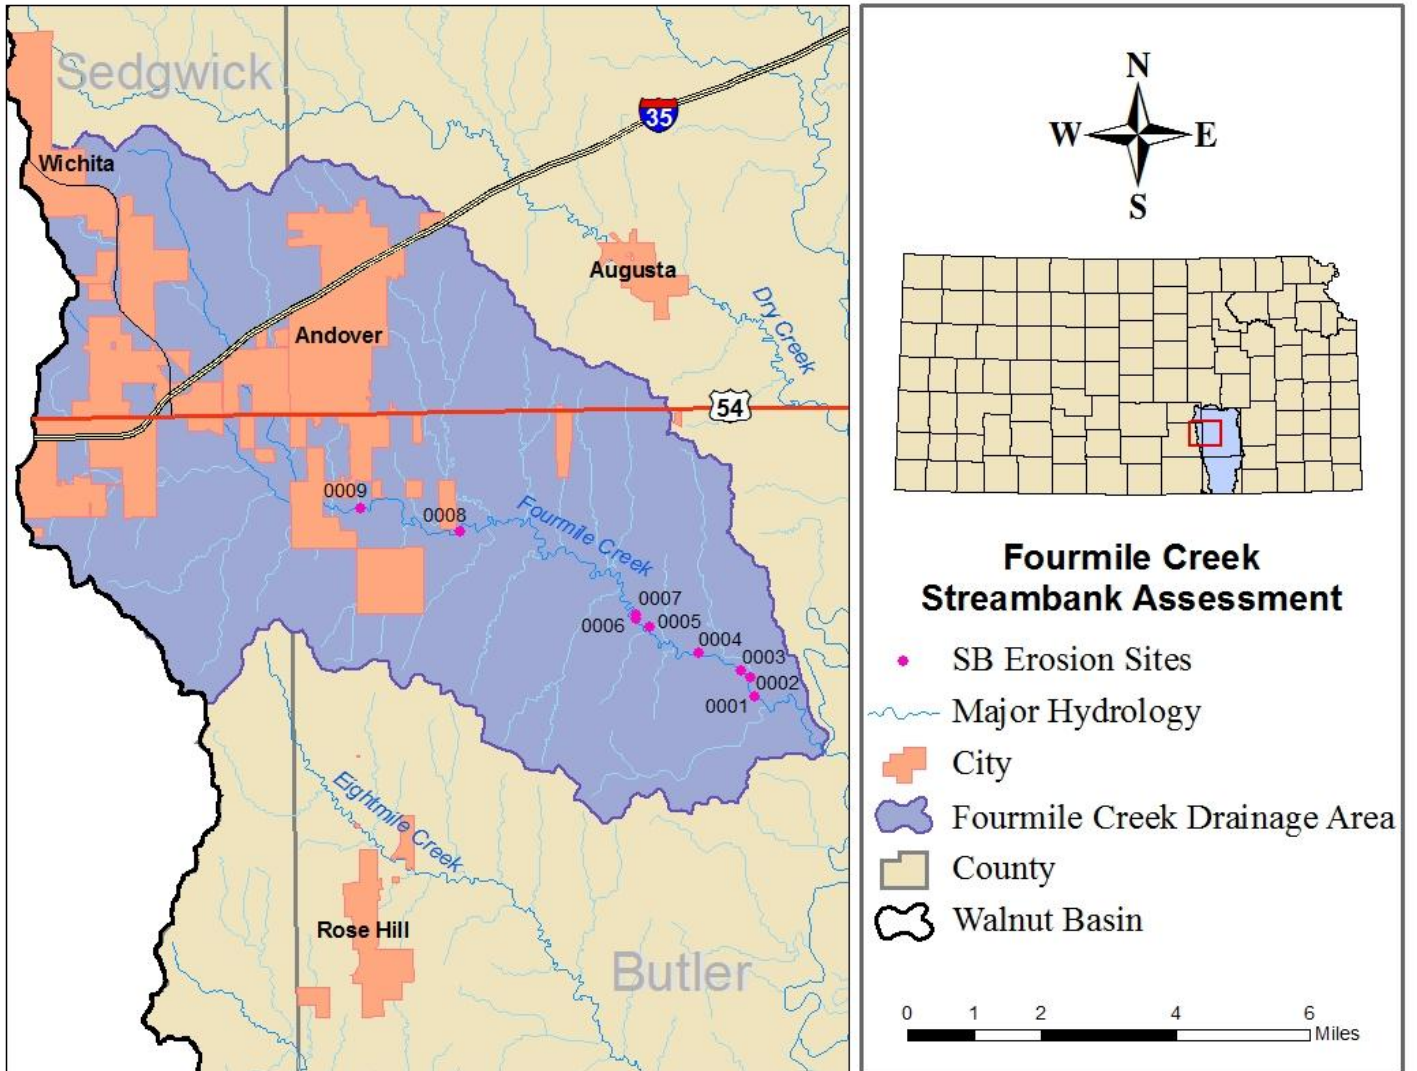 Sedgwick
35
Wichita
Augusta
Dry Creek
Andover
54
0009
0008
Fourmile Creek
0007
0006
0005
0004
0003
0002
0001
Eightmile Creek
Rose Hill
Butler
N
W E
S
Fourmile Creek
Streambank Assessment
SB Erosion Sites
Major Hydrology
City
Fourmile Creek Drainage Area
County
Walnut Basin
0 1 2 4 6
Miles